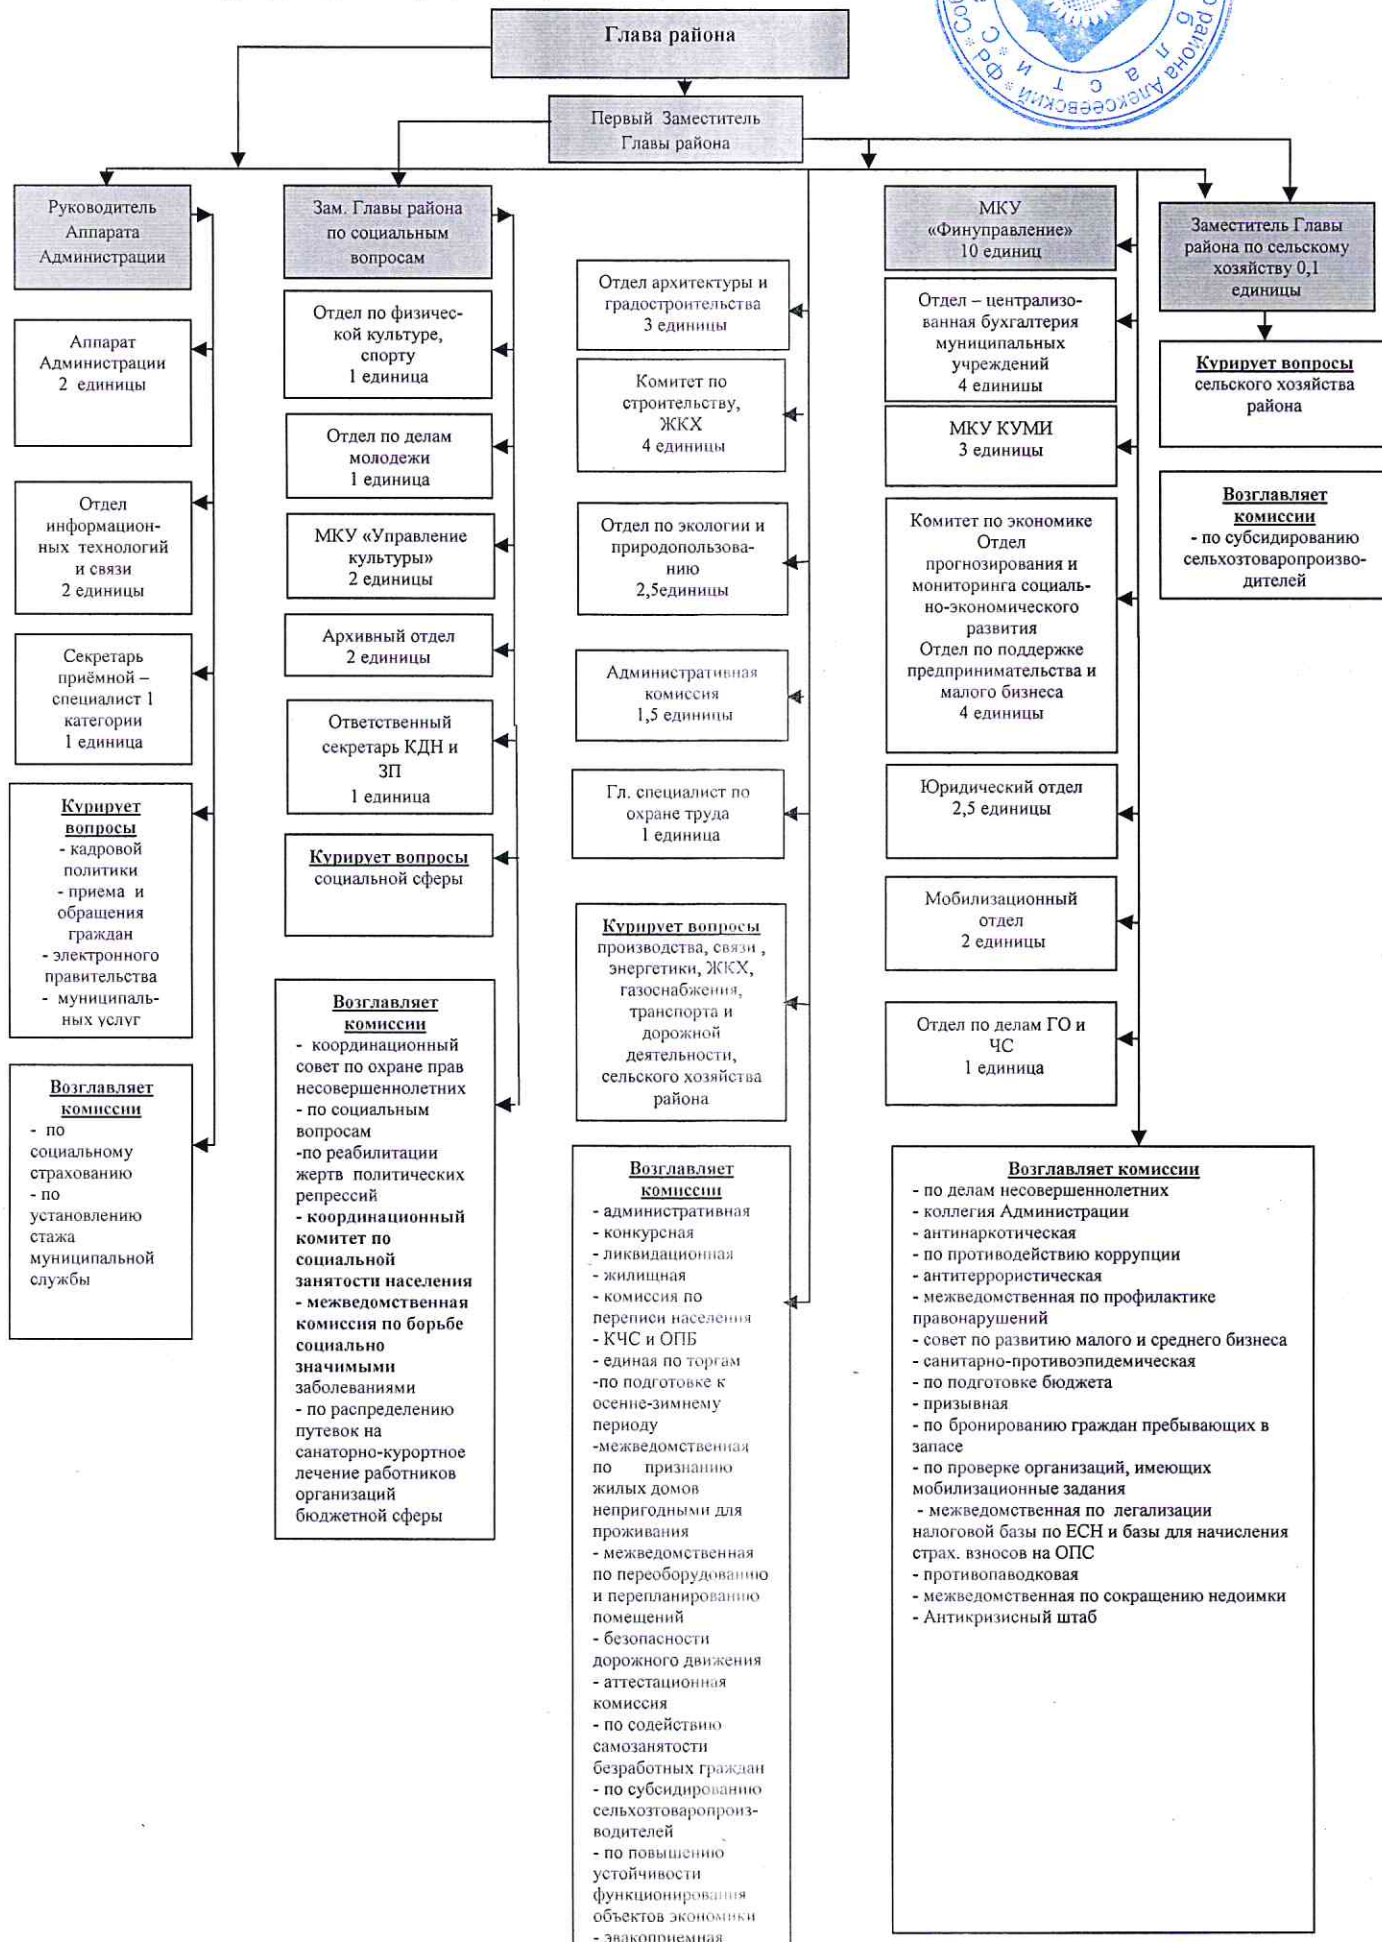 Глава района
Первый Заместитель
Главы района
района Алексеевский
Руководитель
Аппарата
Администрации
Аппарат
Администрации
2 единицы
Отдел
информацион-
ных технологий
и связи
2 единицы
Секретарь
приёмной –
специалист 1
категории
1 единица
Курирует
вопросы
- кадровой
политики
- приема и
обращения
граждан
- электронного
правительства
- муниципаль-
ных услуг
Возглавляет
комиссии
- по
социальному
страхованию
- по
установлению
стажа
муниципальной
службы
Зам. Главы района
по социальным
вопросам
Отдел по физичес-
кой культуре,
спорту
1 единица
Отдел по делам
молодежи
1 единица
МКУ «Управление
культуры»
2 единицы
Архивный отдел
2 единицы
Ответственный
секретарь КДН и
ЗП
1 единица
Курирует вопросы
социальной сферы
Возглавляет
комиссии
- координационный
совет по охране прав
несовершеннолетних
- по социальным
вопросам
-по реабилитации
жертв политических
репрессий
- координационный
комитет по
социальной
занятости населения
- межведомственная
комиссия по борьбе
социально
значимыми
заболеваниями
- по распределению
путевок на
санаторно-курортное
лечение работников
организаций
бюджетной сферы
Отдел архитектуры и
градостроительства
3 единицы
Комитет по
строительству,
ЖКХ
4 единицы
Отдел по экологии и
природопользова-
нию
2,5единицы
Административная
комиссия
1,5 единицы
Гл. специалист по
охране труда
1 единица
Курирует вопросы
производства, связи ,
энергетики, ЖКХ,
газоснабжения,
транспорта и
дорожной
деятельности,
сельского хозяйства
района
Возглавляет
комиссии
- административная
- конкурсная
- ликвидационная
- жилищная
- комиссия по
переписи населения
- КЧС и ОПБ
- единая по торгам
-по подготовке к
осенне-зимнему
периоду
-межведомственная
по признанию
жилых домов
непригодными для
проживания
- межведомственная
по переоборудованию
и перепланированию
помещений
- безопасности
дорожного движения
- аттестационная
комиссия
- по содействию
самозанятости
безработных граждан
- по субсидированию
сельхозтоваропроиз-
водителей
- по повышению
устойчивости
функционирования
объектов экономики
- эвакоприемная
МКУ
«Финуправление»
10 единиц
Отдел – централизо-
ванная бухгалтерия
муниципальных
учреждений
4 единицы
МКУ КУМИ
3 единицы
Комитет по экономике
Отдел
прогнозирования и
мониторинга социаль-
но-экономического
развития
Отдел по поддержке
предпринимательства и
малого бизнеса
4 единицы
Юридический отдел
2,5 единицы
Мобилизационный
отдел
2 единицы
Отдел по делам ГО и
ЧС
1 единица
Возглавляет комиссии
- по делам несовершеннолетних
- коллегия Администрации
- антинаркотическая
- по противодействию коррупции
- антитеррористическая
- межведомственная по профилактике
правонарушений
- совет по развитию малого и среднего бизнеса
- санитарно-противоэпидемическая
- по подготовке бюджета
- призывная
- по бронированию граждан пребывающих в
запасе
- по проверке организаций, имеющих
мобилизационные задания
- межведомственная по легализации
налоговой базы по ЕСН и базы для начисления
страх. взносов на ОПС
- противопаводковая
- межведомственная по сокращению недоимки
- Антикризисный штаб
Заместитель Главы
района по сельскому
хозяйству 0,1
единицы
Курирует вопросы
сельского хозяйства
района
Возглавляет
комиссии
- по субсидированию
сельхозтоваропроизво-
дителей